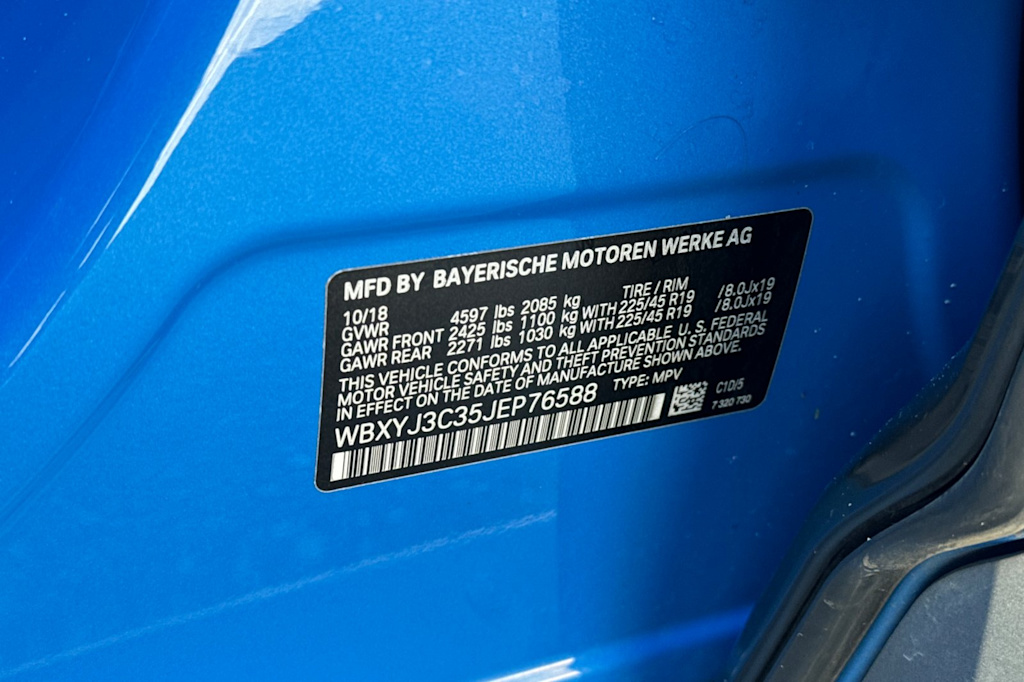 MFD BY BAYERISCHE MOTOREN WERKE AG
10/18 TIRE / RIM
GVWR 4597 lbs 2085 kg
GAWR FRONT 2425 lbs 1100 kg WITH 225/45 R19 /8.0Jx19
GAWR REAR 2271 lbs 1030 kg WITH 225/45 R19 /8.0Jx19
THIS VEHICLE CONFORMS TO ALL APPLICABLE U. S. FEDERAL
MOTOR VEHICLE SAFETY AND THEFT PREVENTION STANDARDS
IN EFFECT ON THE DATE OF MANUFACTURE SHOWN ABOVE.
WBXYJ3C35JEP76588 TYPE: MPV C10/5
7 320 730